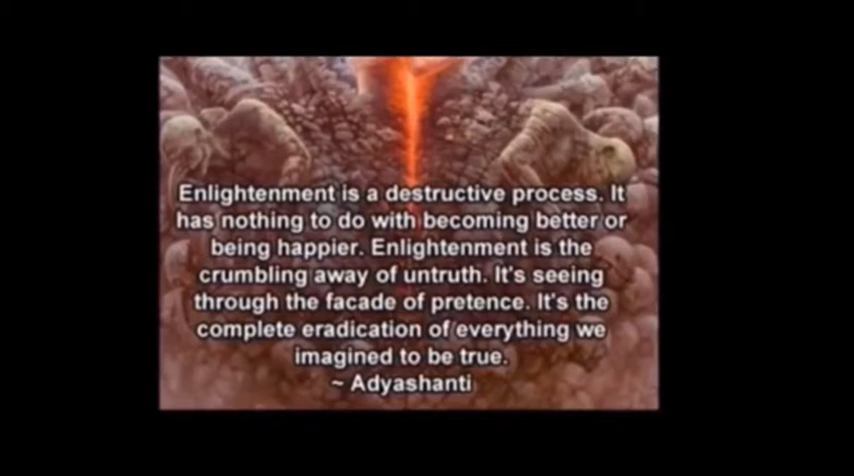 Enlightenment is a destructive process. It
has nothing to do with becoming better or
being happier. Enlightenment is the
crumbling away of untruth. It's seeing
through the facade of pretence. It's the
complete eradication of everything we
imagined to be true.
~ Adyashanti